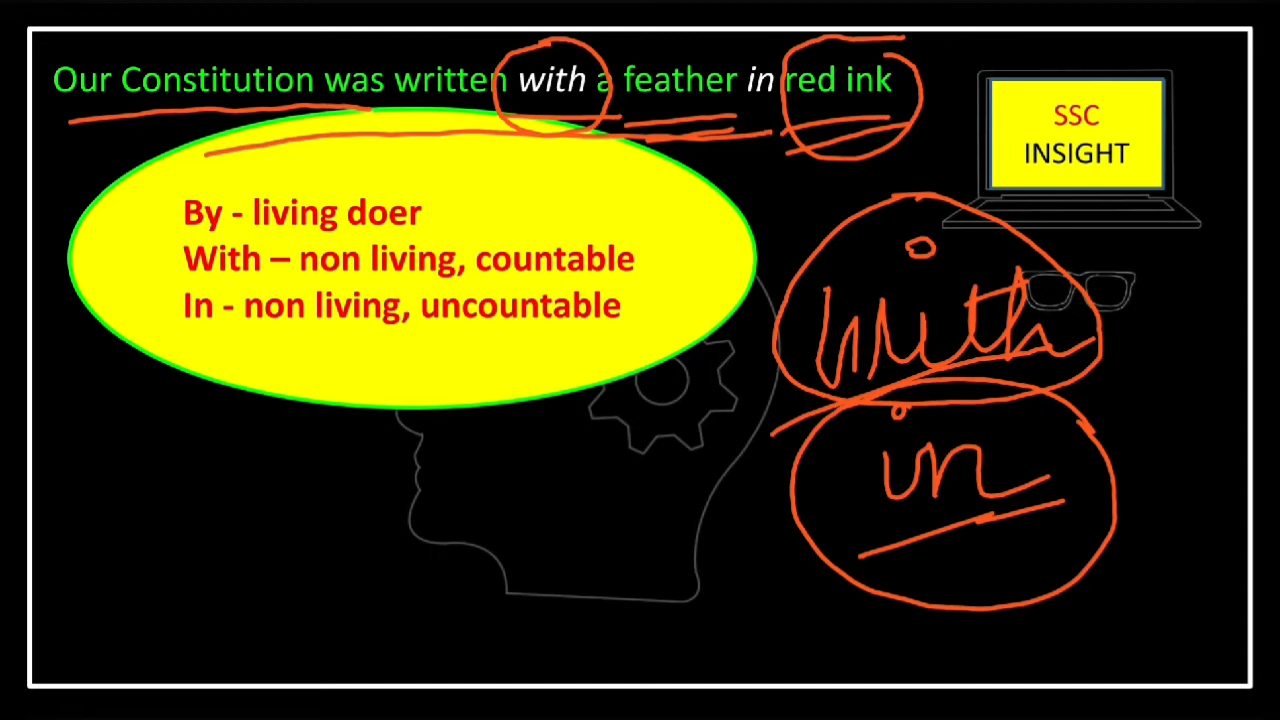 Our Constitution was written with a feather in red ink
SSC
INSIGHT
By - living doer
With – non living, countable
In - non living, uncountable
with
in